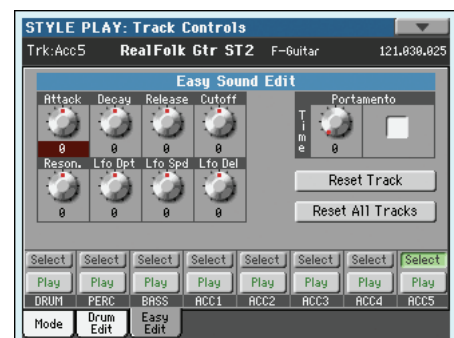 STYLE PLAY: Track Controls
Trk:Acc5 RealFolk Gtr ST2 F-Guitar 121.030.025
Easy Sound Edit
Attack Decay Release Cutoff Portamento
Time
0 0 0 0 0
Reson. Lfo Dpt Lfo Spd Lfo Del
Reset Track
0 0 0 0 Reset All Tracks
Select Select Select Select Select Select Select Select
Play Play Play Play Play Play Play Play
DRUM PERC BASS ACC1 ACC2 ACC3 ACC4 ACC5
Mode Drum Edit Easy Edit